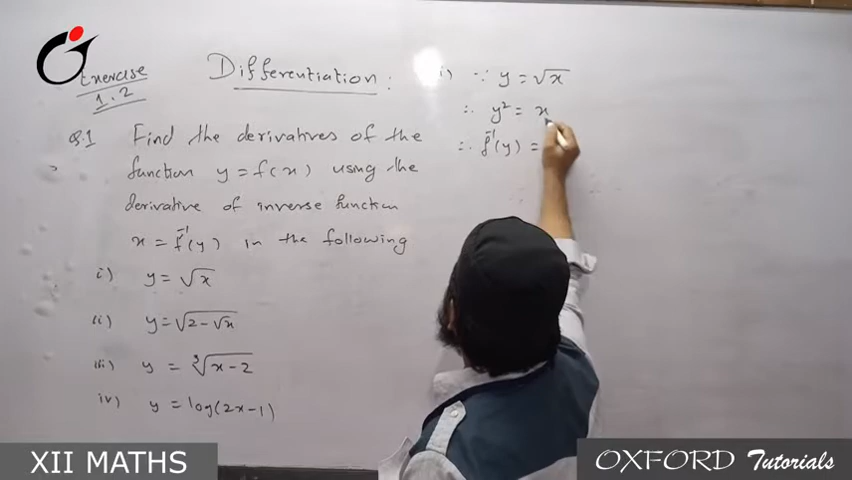 Exercise
1.2
Differentiation :
Q.1 Find the derivatives of the
function y = f(x) using the
derivative of inverse function
x = f⁻¹(y) in the following
i) y = √x
ii) y = √2-√x
iii) y = ∛x-2
iv) y = log(2x-1)
i) ∵ y = √x
∴ y² = x
∴ f⁻¹(y) =
XII MATHS
OXFORD Tutorials